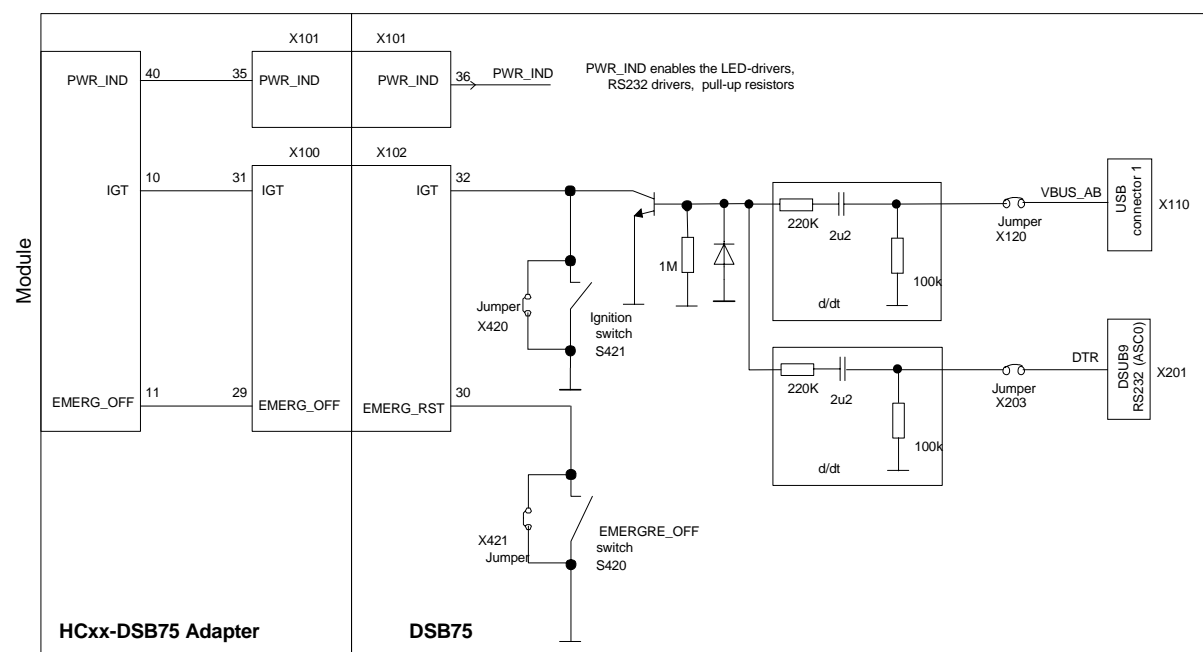 X101
X101
PWR_IND
40
35
PWR_IND
PWR_IND
36
PWR_IND
PWR_IND enables the LED-drivers,
RS232 drivers, pull-up resistors
X100
X102
IGT
10
31
IGT
IGT
32
Module
220K
2u2
100k
d/dt
Jumper
X120
VBUS_AB
USB
connector 1
X110
1M
Jumper
X420
Ignition
switch
S421
220K
2u2
100k
d/dt
Jumper
X203
DTR
DSUB9
RS232 (ASC0)
X201
EMERG_OFF
11
29
EMERG_OFF
EMERG_RST
30
X421
Jumper
EMERGRE_OFF
switch
S420
HCxx-DSB75 Adapter
DSB75